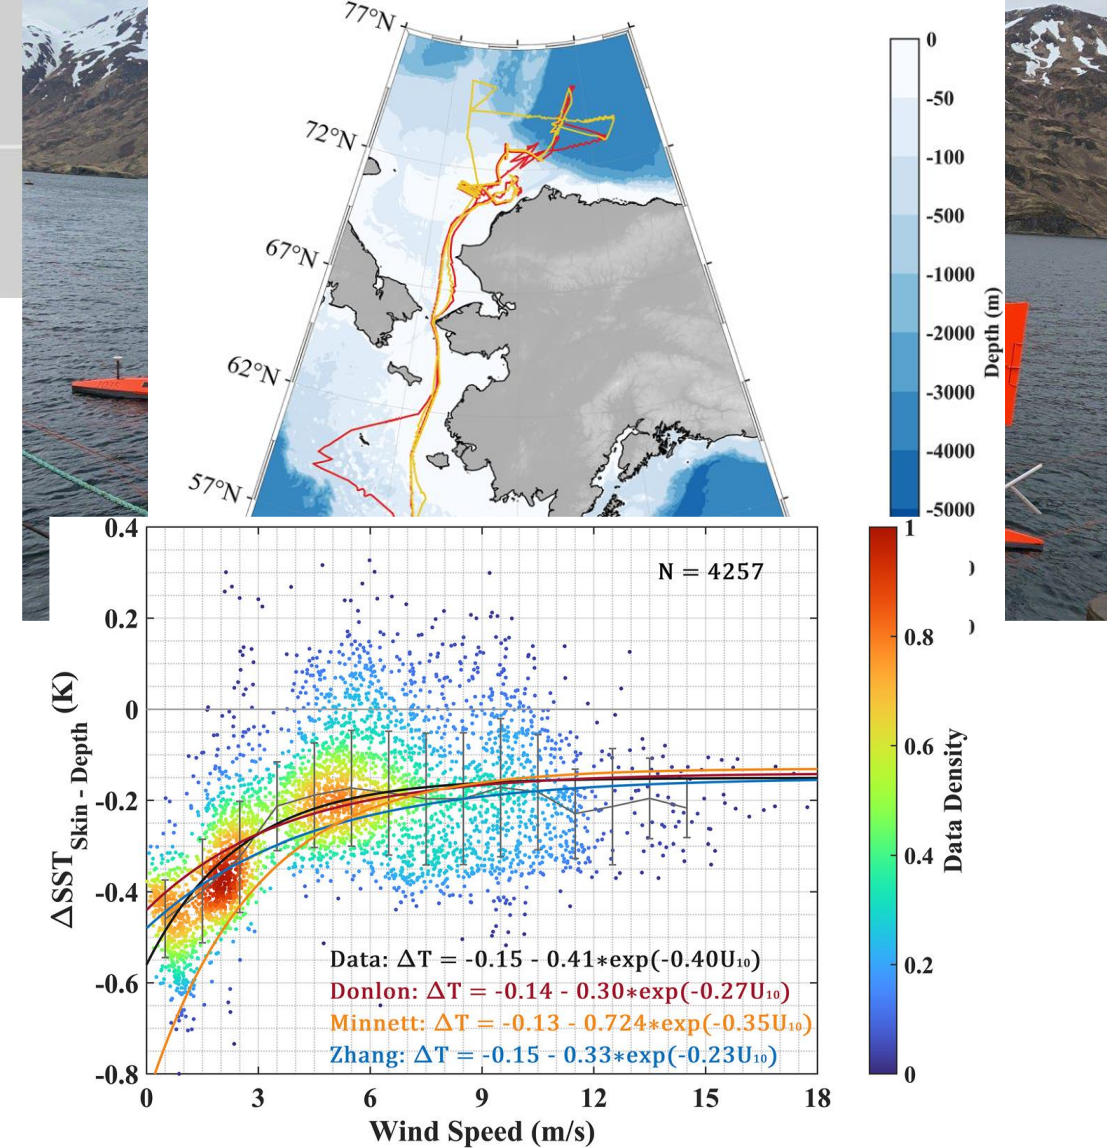 77°N
72°N
67°N
62°N
57°N
0
-50
-100
-500
-1000
-2000
-3000
-4000
-5000
Depth (m)
N = 4257
0.4
0.2
0
-0.2
-0.4
-0.6
-0.8
ΔSST Skin - Depth (K)
Data: ΔT = -0.15 - 0.41*exp(-0.40U10)
Donlon: ΔT = -0.14 - 0.30*exp(-0.27U10)
Minnett: ΔT = -0.13 - 0.724*exp(-0.35U10)
Zhang: ΔT = -0.15 - 0.33*exp(-0.23U10)
0 3 6 9 12 15 18
Wind Speed (m/s)
1
0.8
0.6
0.4
0.2
0
Data Density